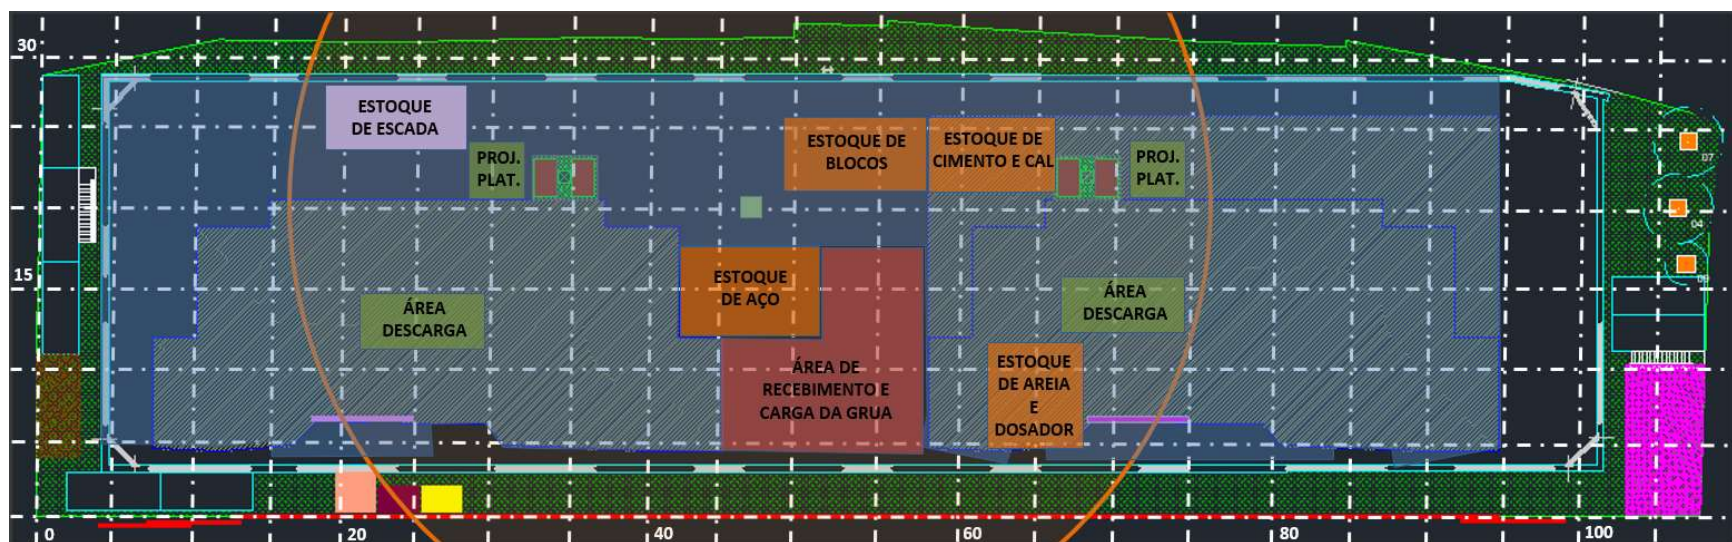 30
ESTOQUE
DE ESCADA
PROJ.
PLAT.
ESTOQUE DE
BLOCOS
ESTOQUE DE
CIMENTO E CAL
PROJ.
PLAT.
07
04
15
ESTOQUE
DE AÇO
ÁREA
DESCARGA
ÁREA
DESCARGA
ÁREA DE
RECEBIMENTO E
CARGA DA GRUA
ESTOQUE
DE AREIA
E
DOSADOR
0
20
40
60
80
100